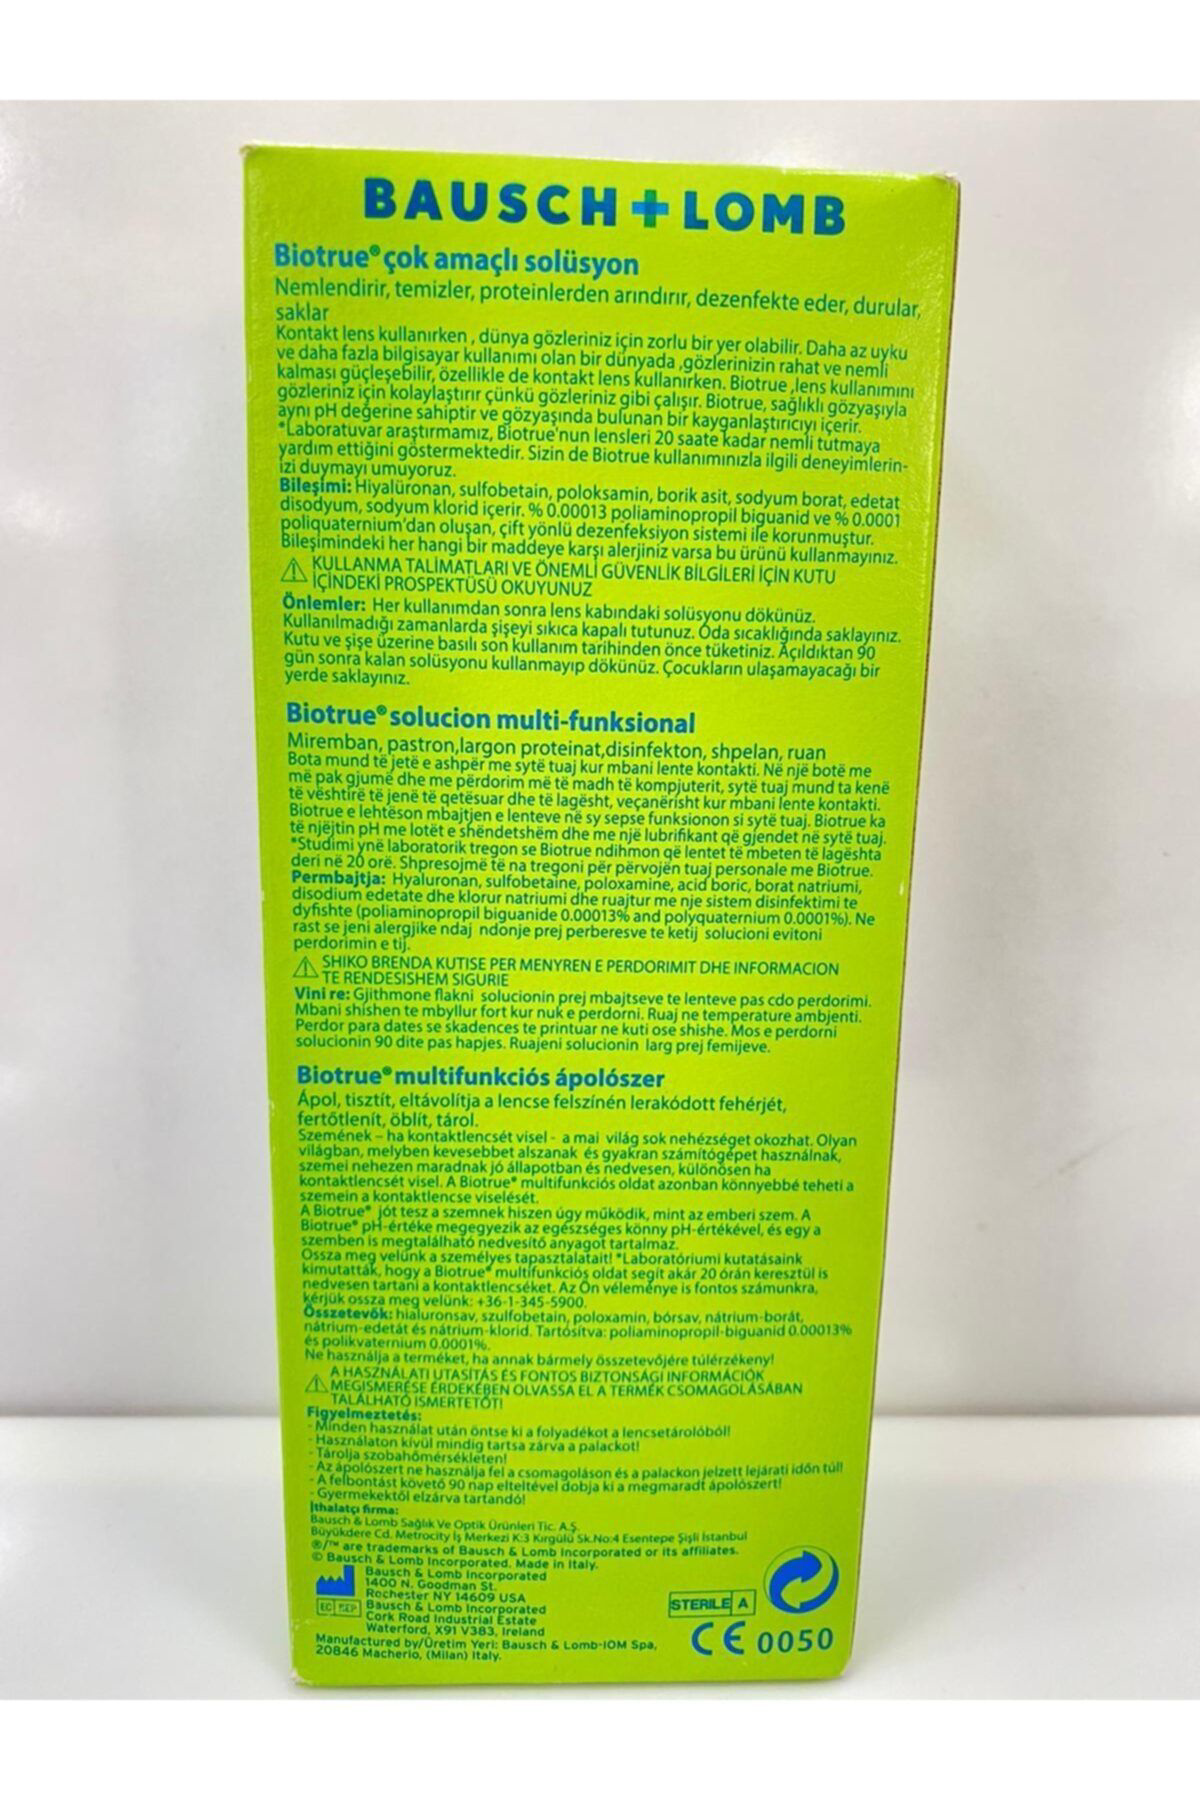 BAUSCH+LOMB
Biotrue® çok amaçlı solüsyon
Nemlendirir, temizler, proteinlerden arındırır, dezenfekte eder, durular,
saklar
Kontakt lens kullanırken , dünya gözleriniz için zorlu bir yer olabilir. Daha az uyku
ve daha fazla bilgisayar kullanımı olan bir dünyada ,gözlerinizin rahat ve nemli
kalması güçleşebilir, özellikle de kontakt lens kullanırken. Biotrue ,lens kullanımını
gözleriniz için kolaylaştırır çünkü gözleriniz gibi çalışır. Biotrue, sağlıklı gözyaşıyla
aynı pH değerine sahiptir ve gözyaşında bulunan bir kayganlaştırıcıyı içerir.
*Laboratuvar araştırmamız, Biotrue'nun lensleri 20 saate kadar nemli tutmaya
yardım ettiğini göstermektedir. Sizin de Biotrue kullanımınızla ilgili deneyimlerin-
izi duymayı umuyoruz.
Bileşimi: Hiyalüronan, sulfobetain, poloksamin, borik asit, sodyum borat, edetat
disodyum, sodyum klorid içerir. % 0.00013 poliaminopropil biguanid ve % 0.0001
poliquaternium'dan oluşan, çift yönlü dezenfeksiyon sistemi ile korunmuştur.
Bileşimindeki her hangi bir maddeye karşı alerjiniz varsa bu ürünü kullanmayınız.
KULLANMA TALİMATLARI VE ÖNEMLİ GÜVENLİK BİLGİLERİ İÇİN KUTU
İÇİNDEKİ PROSPEKTÜSÜ OKUYUNUZ
Önlemler: Her kullanımdan sonra lens kabındaki solüsyonu dökünüz.
Kullanılmadığı zamanlarda şişeyi sıkıca kapalı tutunuz. Oda sıcaklığında saklayınız.
Kutu ve şişe üzerine basılı son kullanım tarihinden önce tüketiniz. Açıldıktan 90
gün sonra kalan solüsyonu kullanmayıp dökünüz. Çocukların ulaşamayacağı bir
yerde saklayınız.
Biotrue® solucion multi-funksional
Miremban, pastron,largon proteinat,disinfekton, shpelan, ruan
Bota mund të jetë e ashpër me sytë tuaj kur mbani lente kontakti. Në një botë me
më pak gjumë dhe me përdorim më të madh të kompjuterit, sytë tuaj mund ta kenë
të vështirë të jenë të qetësuar dhe të lagësht, veçanërisht kur mbani lente kontakti.
Biotrue e lehtëson mbajtjen e lenteve në sy sepse funksionon si sytë tuaj. Biotrue ka
të njëjtin pH me lotët e shëndetshëm dhe me një lubrifikant që gjendet në sytë tuaj.
*Studimi ynë laboratorik tregon se Biotrue ndihmon që lentet të mbeten të lagështa
deri në 20 orë. Shpresojmë të na tregoni për përvojën tuaj personale me Biotrue.
Permbajtja: Hyaluronan, sulfobetaine, poloxamine, acid boric, borat natriumi,
disodium edetate dhe klorur natriumi dhe ruajtur me nje sistem disinfektimi te
dyfishte (poliaminopropil biguanide 0.00013% and polyquaternium 0.0001%). Ne
rast se jeni alergjike ndaj ndonje prej perberesve te ketij solucioni evitoni
perdorimin e tij.
SHIKO BRENDA KUTISE PER MENYREN E PERDORIMIT DHE INFORMACION
TE RENDESISHEM SIGURIE
Vini re: Gjithmone flakni solucionin prej mbajtseve te lenteve pas cdo perdorimi.
Mbani shishen te mbyllur fort kur nuk e perdorni. Ruaj ne temperature ambjenti.
Perdor para dates se skadences te printuar ne kuti ose shishe. Mos e perdorni
solucionin 90 dite pas hapjes. Ruajeni solucionin larg prej femijeve.
Biotrue® multifunkciós ápolószer
Ápol, tisztít, eltávolítja a lencse felszínén lerakódott fehérjét,
fertőtlenít, öblít, tárol.
Szemének – ha kontaktlencsét visel - a mai világ sok nehézséget okozhat. Olyan
világban, melyben kevesebbet alszanak és gyakran számítógépet használnak,
szemei nehezen maradnak jó állapotban és nedvesen, különösen ha
kontaktlencsét visel. A Biotrue® multifunkciós oldat azonban könnyebbé teheti a
szemein a kontaktlencse viselését.
A Biotrue® jót tesz a szemnek hiszen úgy működik, mint az emberi szem. A
Biotrue® pH-értéke megegyezik az egészséges könny pH-értékével, és egy a
szemben is megtalálható nedvesítő anyagot tartalmaz.
Ossza meg velünk a személyes tapasztalatait! *Laboratóriumi kutatásaink
kimutatták, hogy a Biotrue® multifunkciós oldat segít akár 20 órán keresztül is
nedvesen tartani a kontaktlencséket. Az Ön véleménye is fontos számunkra,
kérjük ossza meg velünk: +36-1-345-5900.
Összetevők: hialuronsav, szulfobetain, poloxamin, bórsav, nátrium-borát,
nátrium-edetát és nátrium-klorid. Tartósítva: poliaminopropil-biguanid 0.00013%
és polikvaternium 0.0001%.
Ne használja a terméket, ha annak bármely összetevőjére túlérzékeny!
A HASZNÁLATI UTASÍTÁS ÉS FONTOS BIZTONSÁGI INFORMÁCIÓK
MEGISMERÉSE ÉRDEKÉBEN OLVASSA EL A TERMÉK CSOMAGOLÁSÁBAN
TALÁLHATÓ ISMERTETŐT!
Figyelmeztetés:
- Minden használat után öntse ki a folyadékot a lencsetárolóból!
- Használaton kívül mindig tartsa zárva a palackot!
- Tárolja szobahőmérsékleten!
- Az ápolószert ne használja fel a csomagoláson és a palackon jelzett lejárati időn túl!
- A felbontást követő 90 nap elteltével dobja ki a megmaradt ápolószert!
- Gyermekektől elzárva tartandó!
İthalatçı firma:
Bausch & Lomb Sağlık Ve Optik Ürünleri Tic. A.Ş.
Büyükdere Cd. Metrocity İş Merkezi K:3 Kırgülü Sk.No:4 Esentepe Şişli İstanbul
®/™ are trademarks of Bausch & Lomb Incorporated or its affiliates.
© Bausch & Lomb Incorporated. Made in Italy.
Bausch & Lomb Incorporated
1400 N. Goodman St.
Rochester NY 14609 USA
EC REP Bausch & Lomb Incorporated
Cork Road Industrial Estate
Waterford, X91 V383, Ireland
Manufactured by/Üretim Yeri: Bausch & Lomb-IOM Spa,
20846 Macherio, (Milan) Italy.
STERILE A
CE 0050